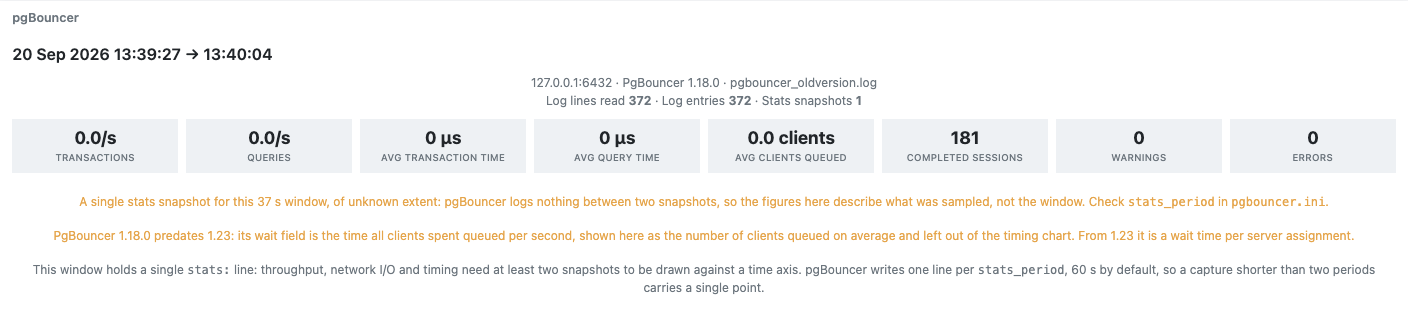 pgBouncer
20 Sep 2026 13:39:27 → 13:40:04
127.0.0.1:6432 · PgBouncer 1.18.0 · pgbouncer_oldversion.log
Log lines read 372 · Log entries 372 · Stats snapshots 1
0.0/s
TRANSACTIONS
0.0/s
QUERIES
0 µs
AVG TRANSACTION TIME
0 µs
AVG QUERY TIME
0.0 clients
AVG CLIENTS QUEUED
181
COMPLETED SESSIONS
0
WARNINGS
0
ERRORS
A single stats snapshot for this 37 s window, of unknown extent: pgBouncer logs nothing between two snapshots, so the figures here describe what was sampled, not the window. Check stats_period in pgbouncer.ini.
PgBouncer 1.18.0 predates 1.23: its wait field is the time all clients spent queued per second, shown here as the number of clients queued on average and left out of the timing chart. From 1.23 it is a wait time per server assignment.
This window holds a single stats: line: throughput, network I/O and timing need at least two snapshots to be drawn against a time axis. pgBouncer writes one line per stats_period, 60 s by default, so a capture shorter than two periods
carries a single point.